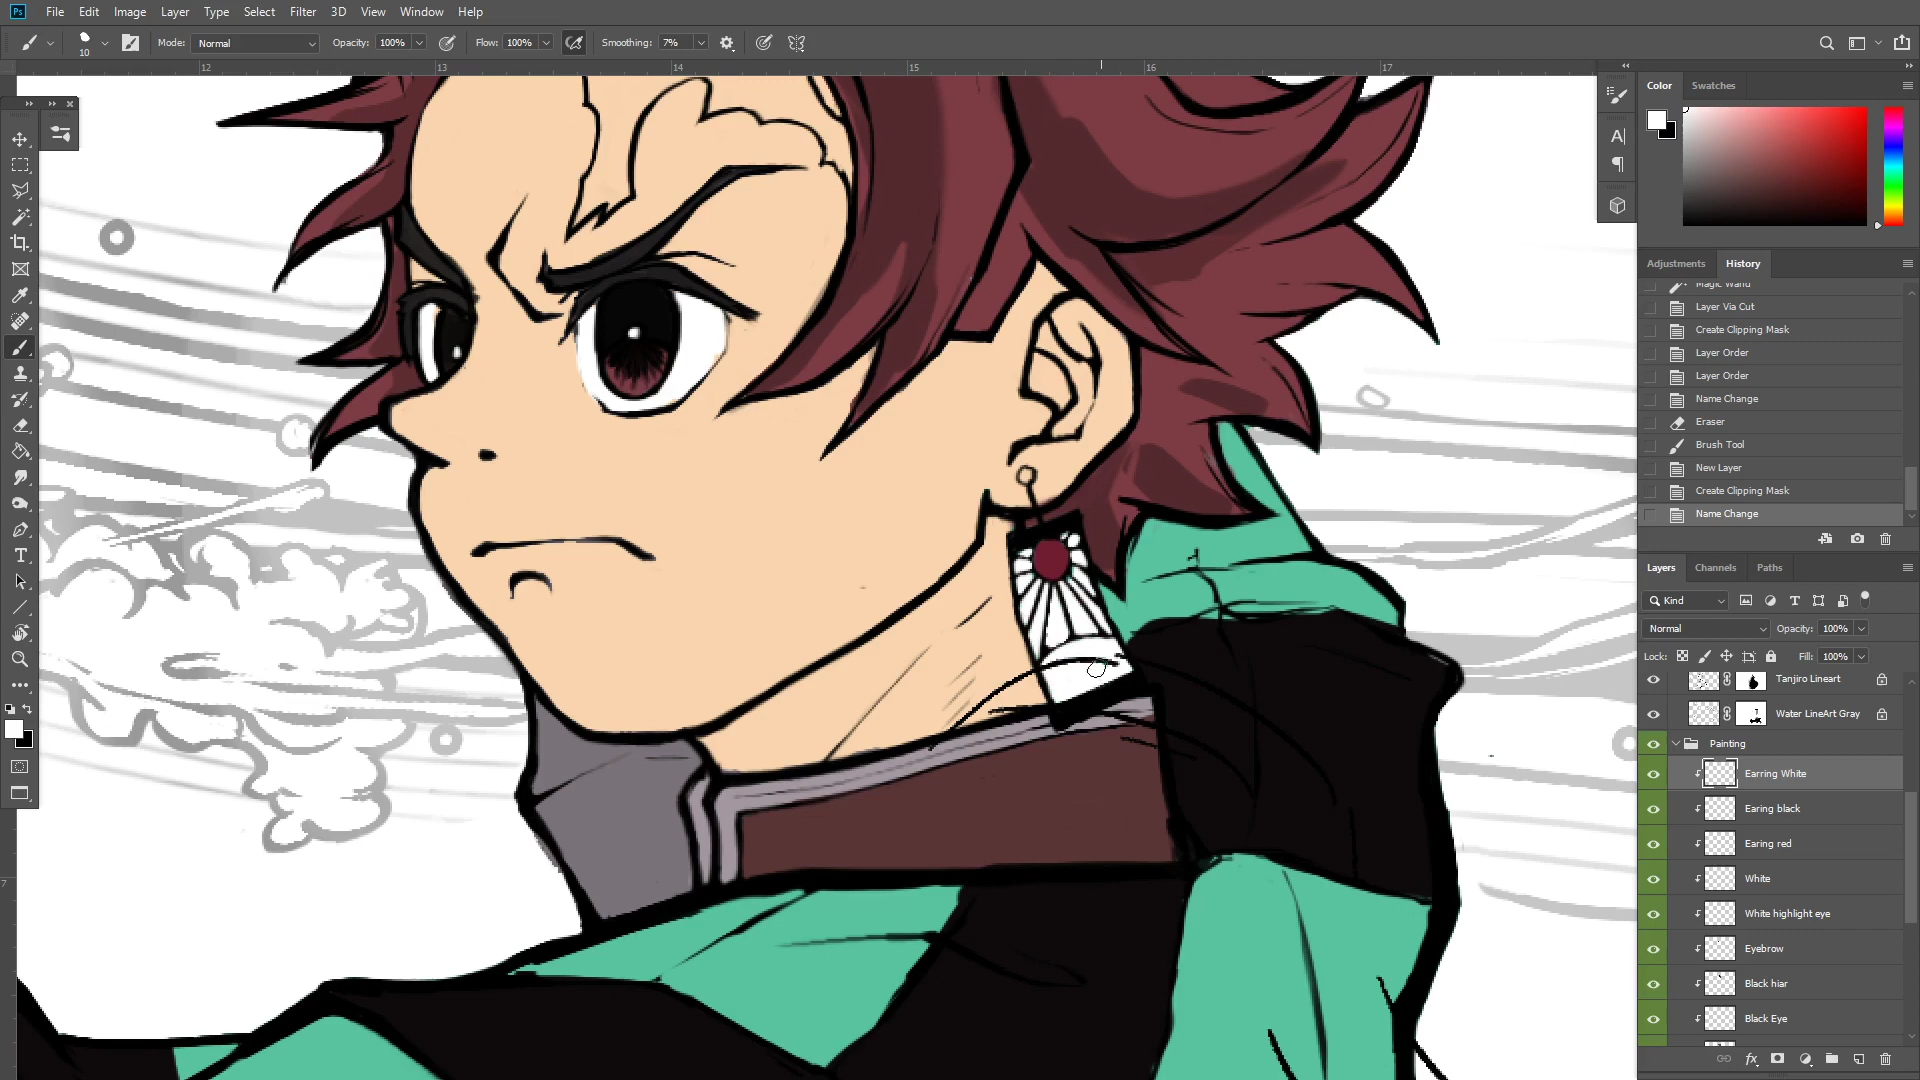 Ps File Edit Image Layer Type Select Filter 3D View Window Help
10 Mode: Normal Opacity: 100% Flow: 100% Smoothing: 7%
12 13 14 15 16 17
Color Swatches
Adjustments History
Magic Wand
Layer Via Cut
Create Clipping Mask
Layer Order
Layer Order
Name Change
Eraser
Brush Tool
New Layer
Create Clipping Mask
Name Change
Layers Channels Paths
Kind
Normal Opacity: 100%
Lock: Fill: 100%
Tanjiro Lineart
Water LineArt Gray
Painting
Earring White
Earing black
Earing red
White
White highlight eye
Eyebrow
Black hiar
Black Eye
7